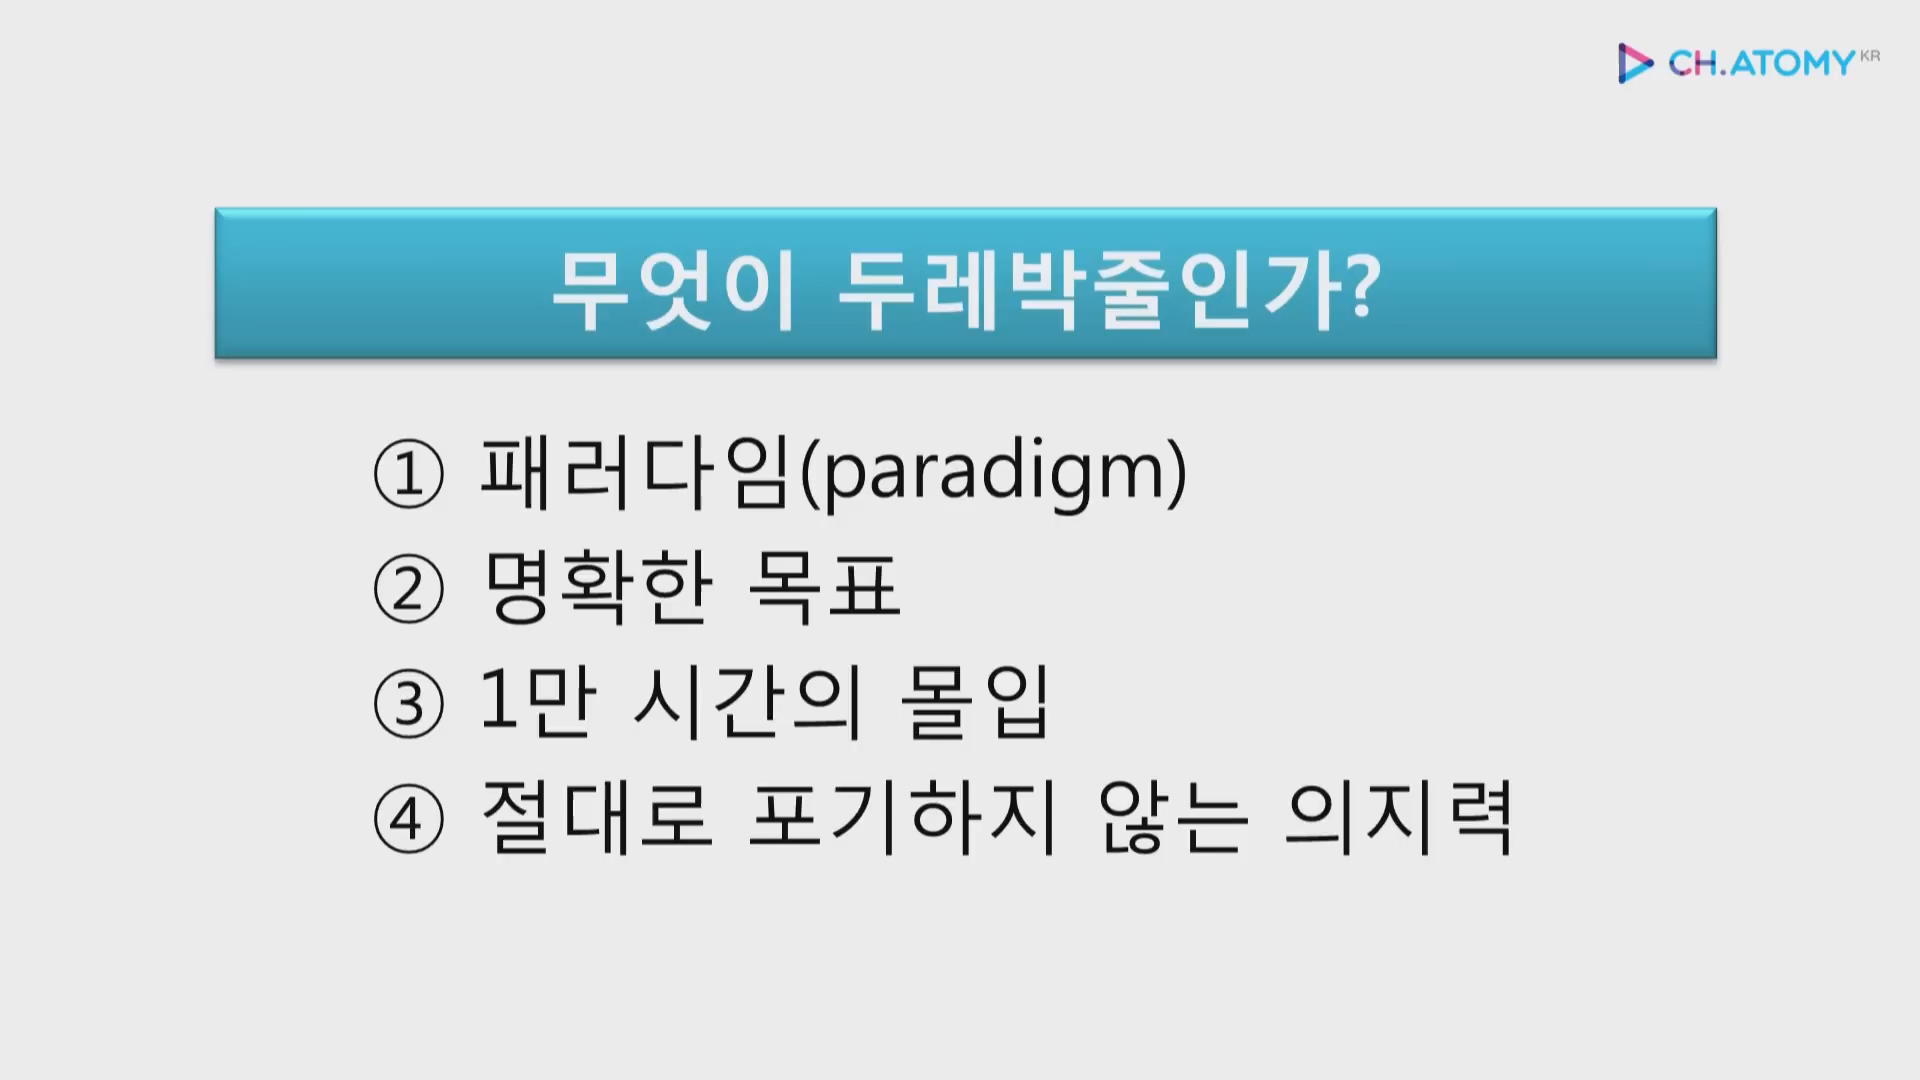 CH.ATOMY KR
무엇이 두레박줄인가?
① 패러다임(paradigm)
② 명확한 목표
③ 1만 시간의 몰입
④ 절대로 포기하지 않는 의지력